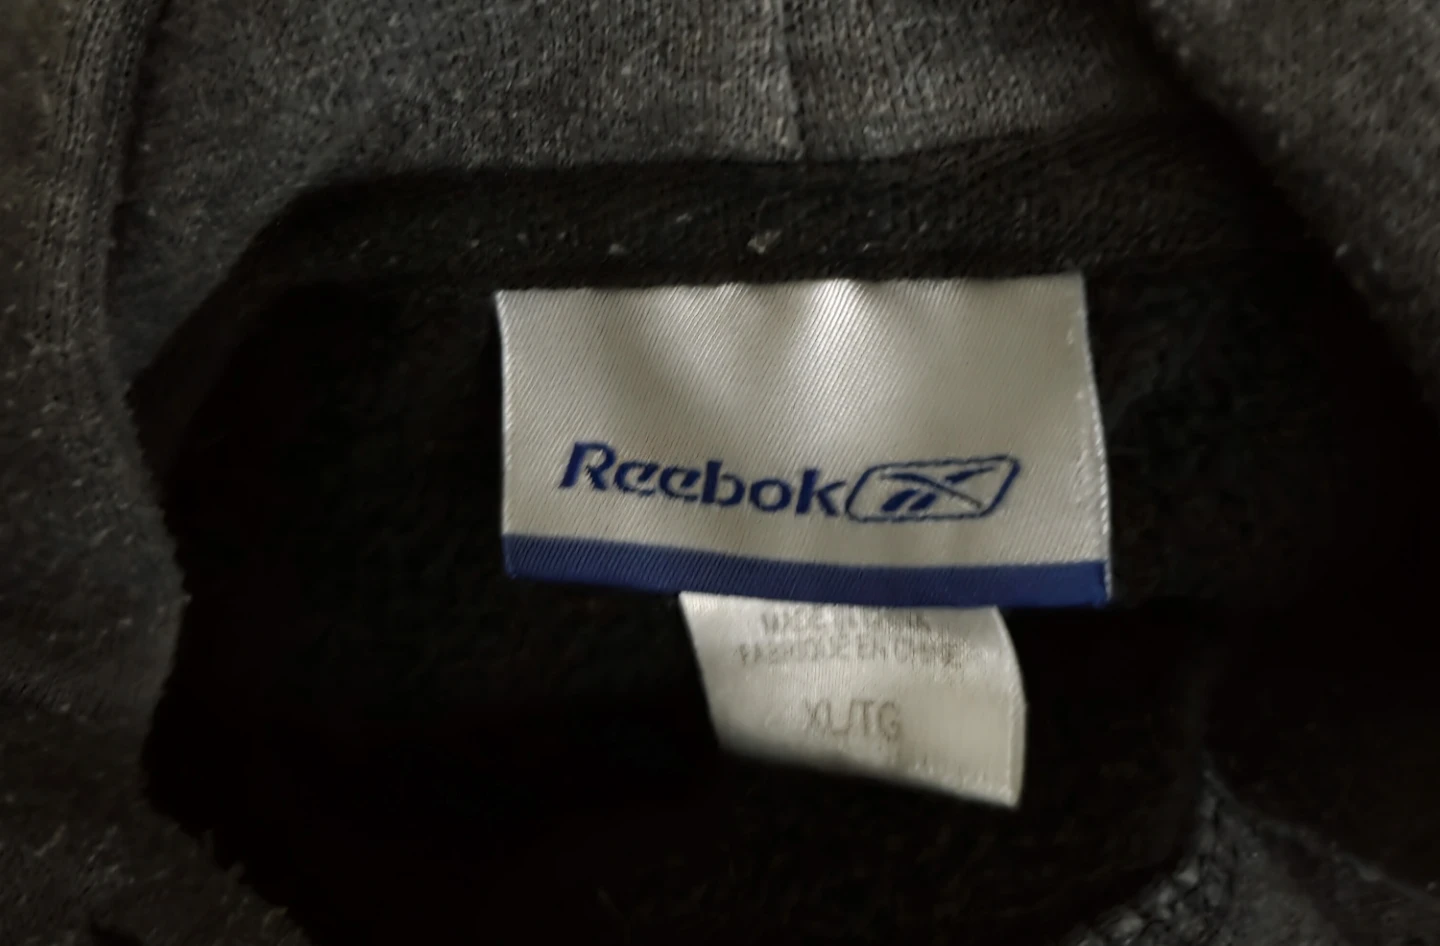 Reebok
MADE IN CHINA
FABRIQUÉ EN CHINE
XL/TG